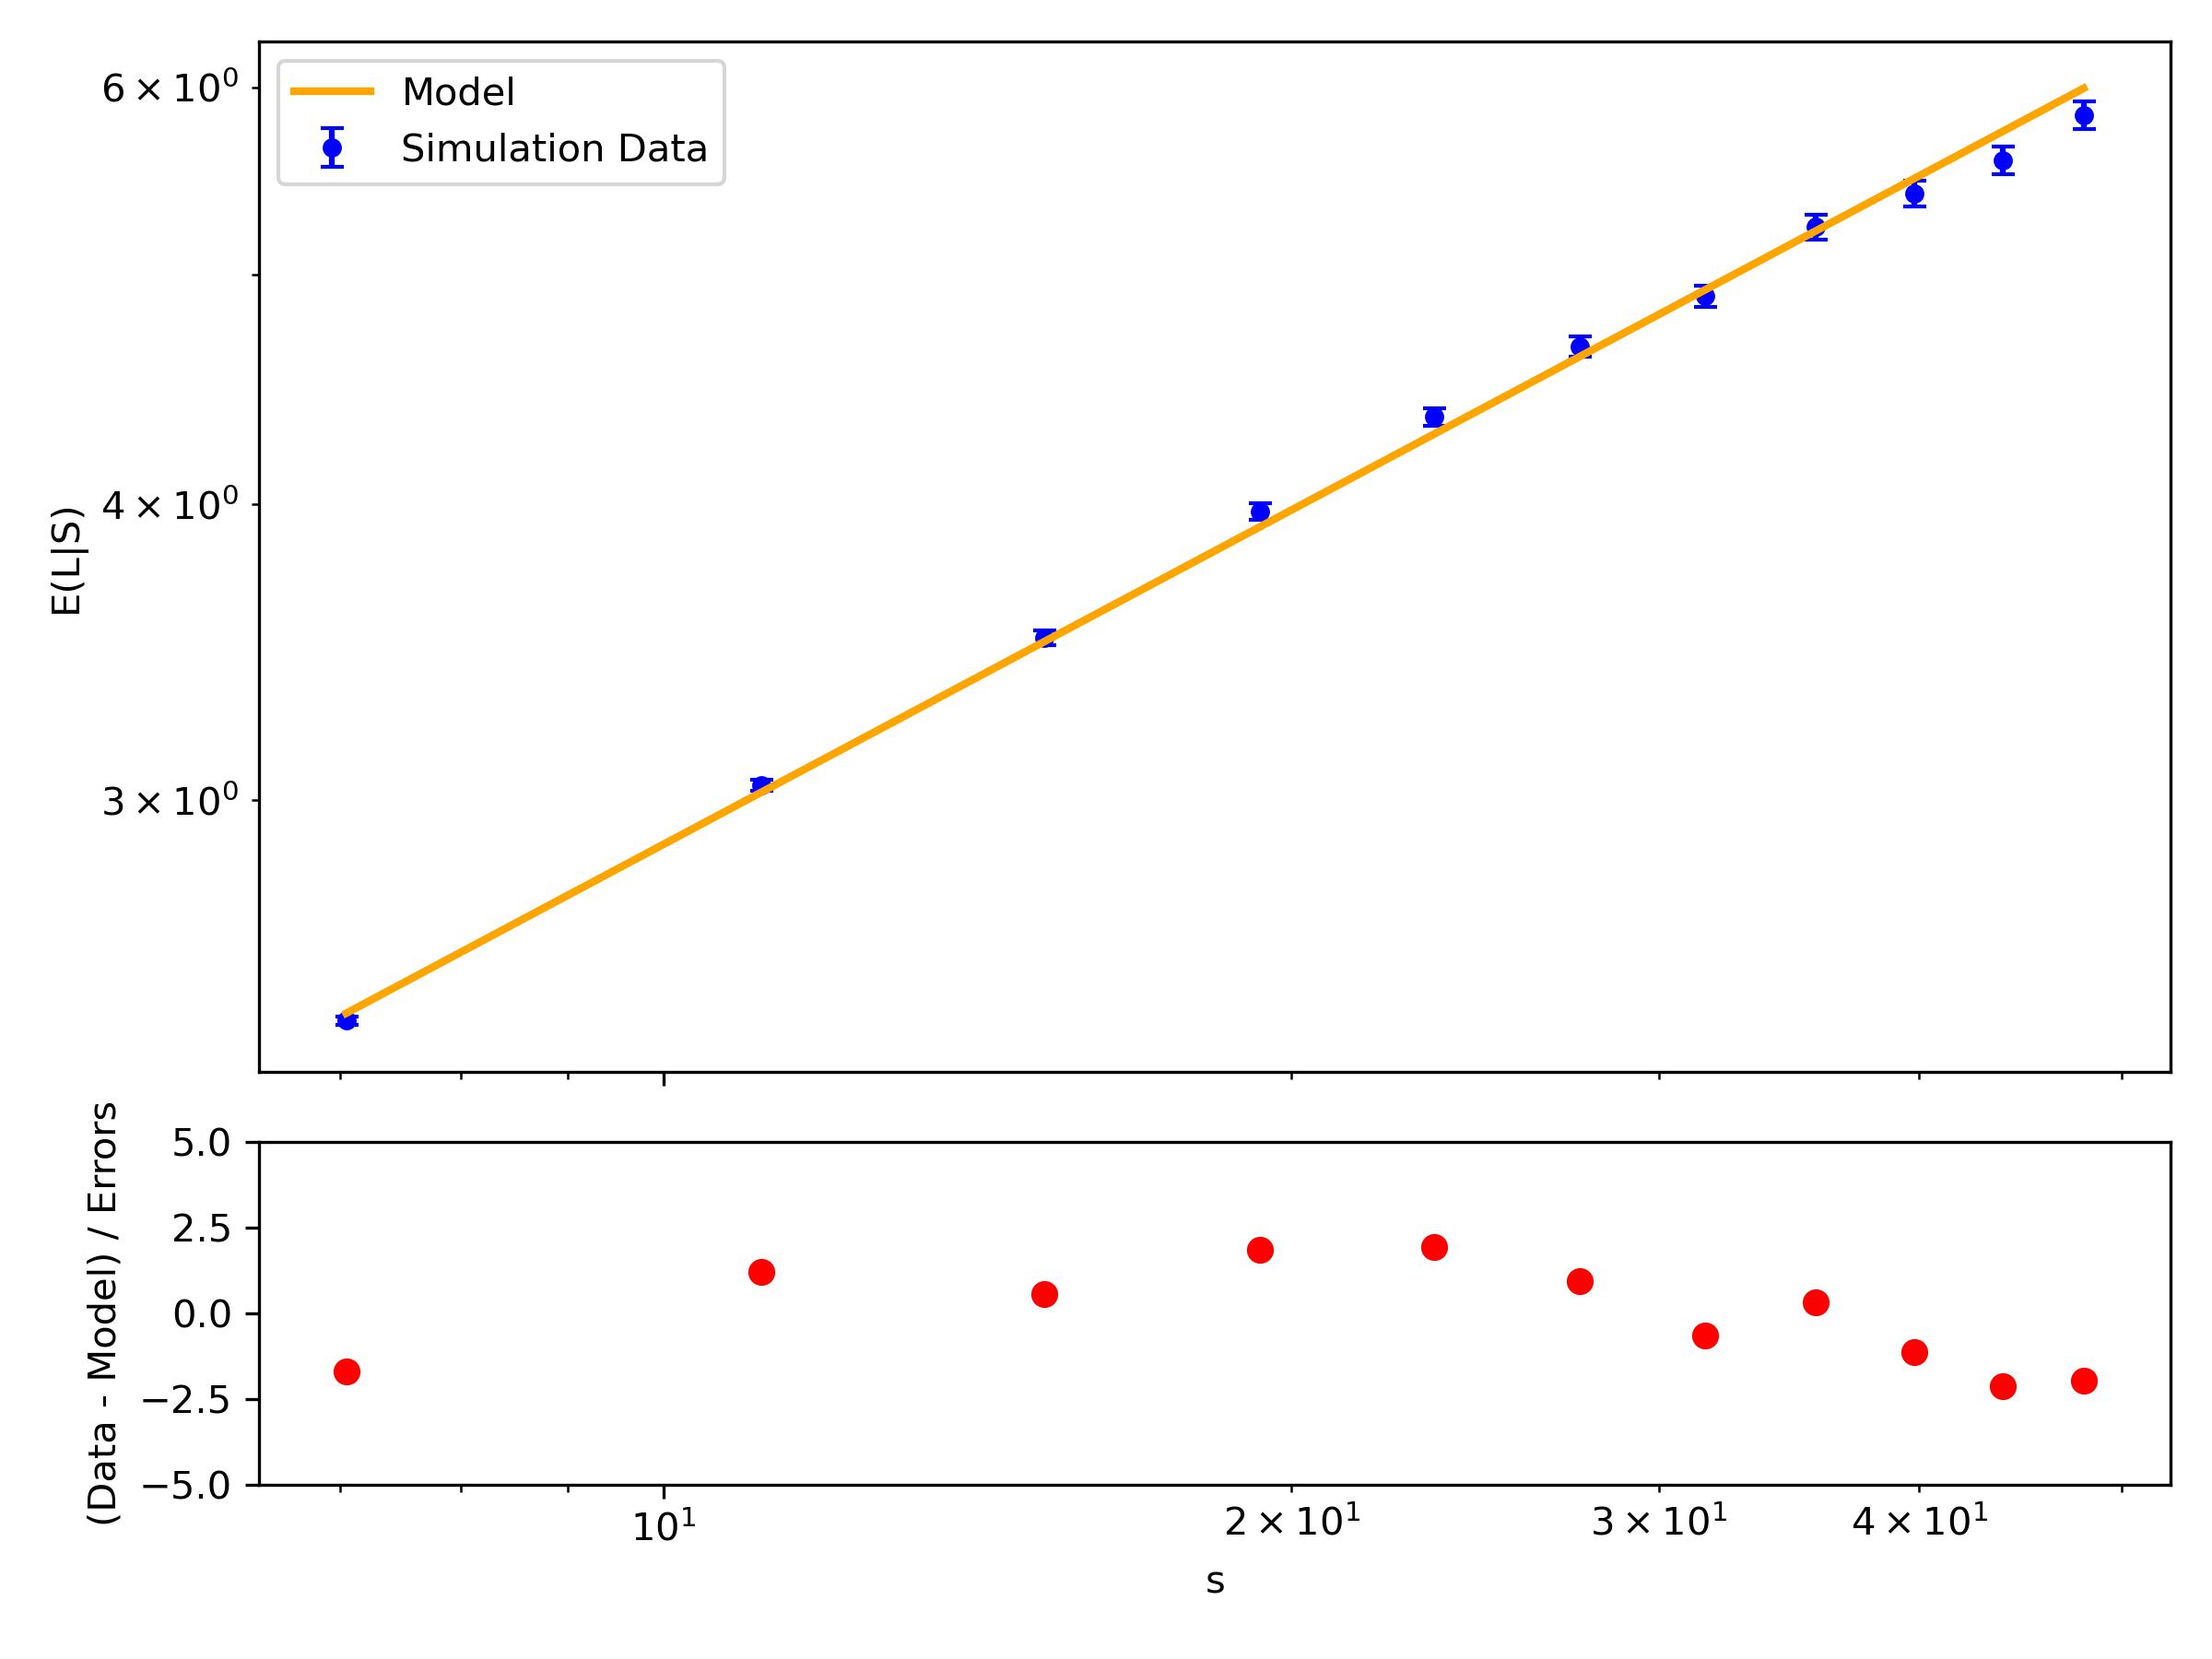 6 × 10⁰
Model
Simulation Data
4 × 10⁰
3 × 10⁰
E(L|S)
5.0
2.5
0.0
−2.5
−5.0
(Data - Model) / Errors
10¹
2 × 10¹
3 × 10¹
4 × 10¹
s